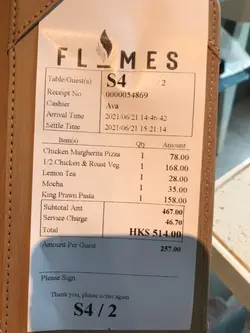 FLAMES
Table/Guest(s) S4 / 2
Receipt No 0000054869
Cashier Ava
Arrival Time 2021/06/21 14:46:42
Settle Time 2021/06/21 15:21:14
Item(s) Amount
Chicken Margherita Pizza 1 78.00
1/2 Chicken & Roast Veg 1 168.00
Lemon Tea 1 28.00
Mocha 1 35.00
King Prawn Pasta 1 158.00
Subtotal Amt 467.00
Service Charge 46.70
Total HK$ 514.00
Amount Per Guest 257.00
Please Sign
Thank you, please come again
S4 / 2